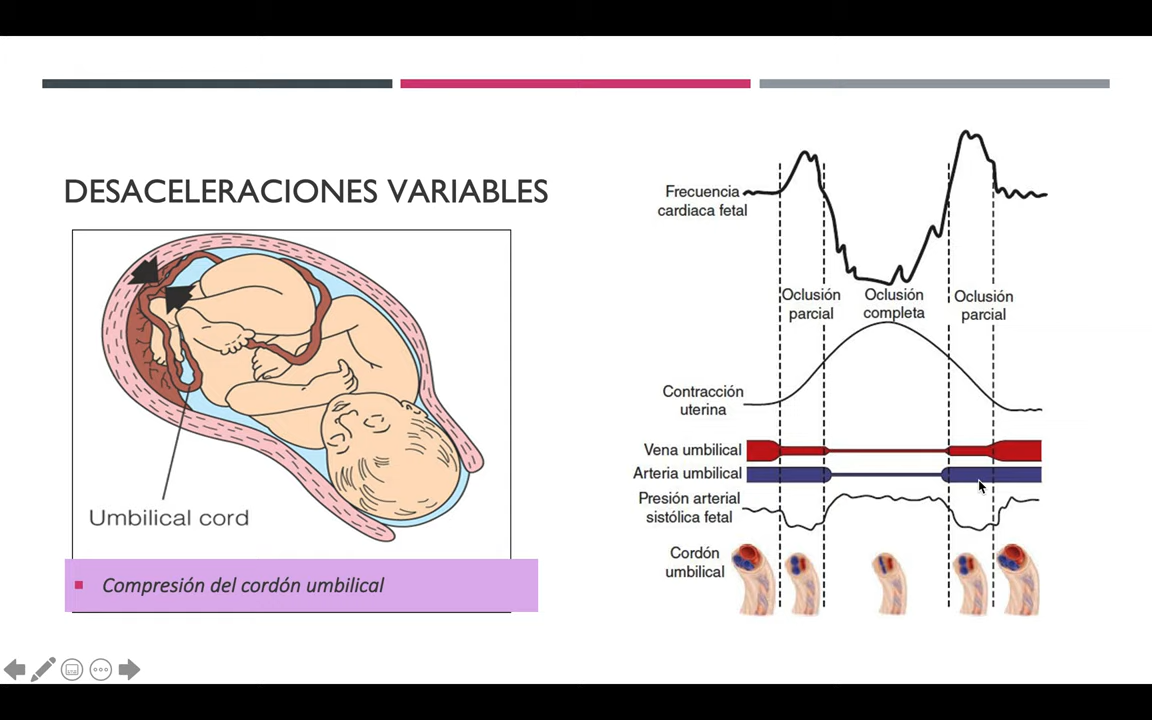 DESACELERACIONES VARIABLES
Umbilical cord
Compresión del cordón umbilical
Frecuencia
cardiaca fetal
Oclusión
parcial
Oclusión
completa
Oclusión
parcial
Contracción
uterina
Vena umbilical
Arteria umbilical
Presión arterial
sistólica fetal
Cordón
umbilical